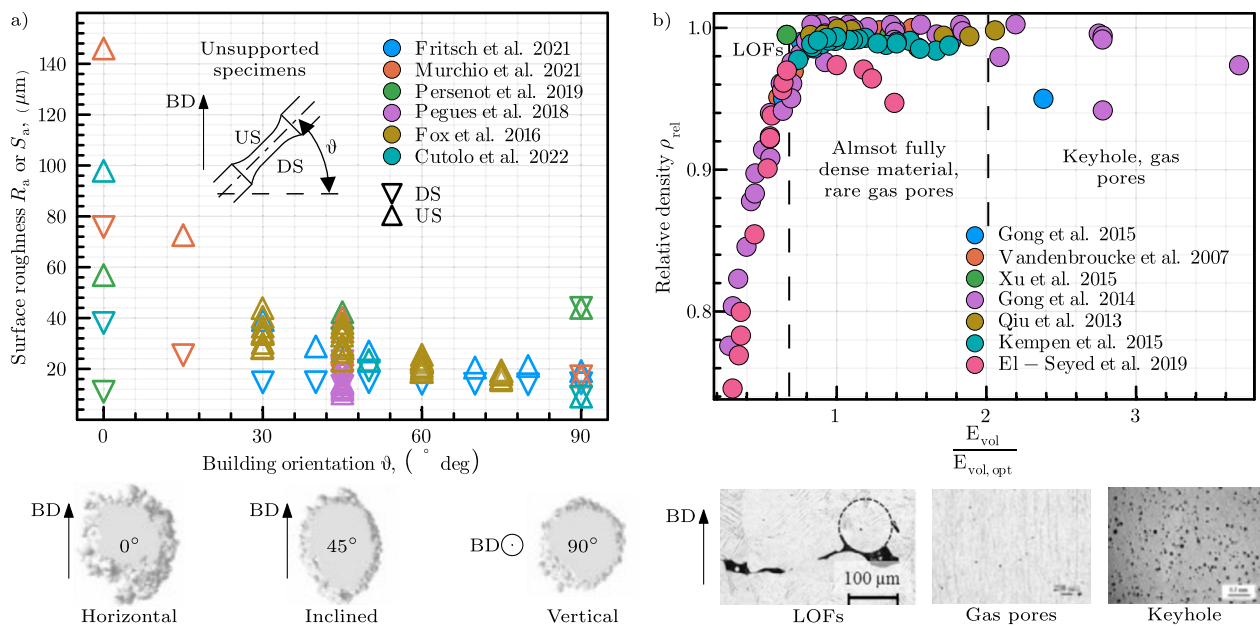 a)
Surface roughness Rₐ or Sₐ, (μm)
140
120
100
80
60
40
20
0
30
60
90
Building orientation ϑ, (° deg)
Unsupported
specimens
BD
US
DS
ϑ
Fritsch et al. 2021
Murchio et al. 2021
Persenot et al. 2019
Pegues et al. 2018
Fox et al. 2016
Cutolo et al. 2022
DS
US
BD
0°
Horizontal
BD
45°
Inclined
BD
90°
Vertical
b)
Relative density ρrel
1.0
0.9
0.8
1
2
3
Evol
Evol, opt
LOFs
Almsot fully
dense material,
rare gas pores
Keyhole, gas
pores
Gong et al. 2015
Vandenbroucke et al. 2007
Xu et al. 2015
Gong et al. 2014
Qiu et al. 2013
Kempen et al. 2015
El − Seyed et al. 2019
BD
100 μm
LOFs
Gas pores
Keyhole